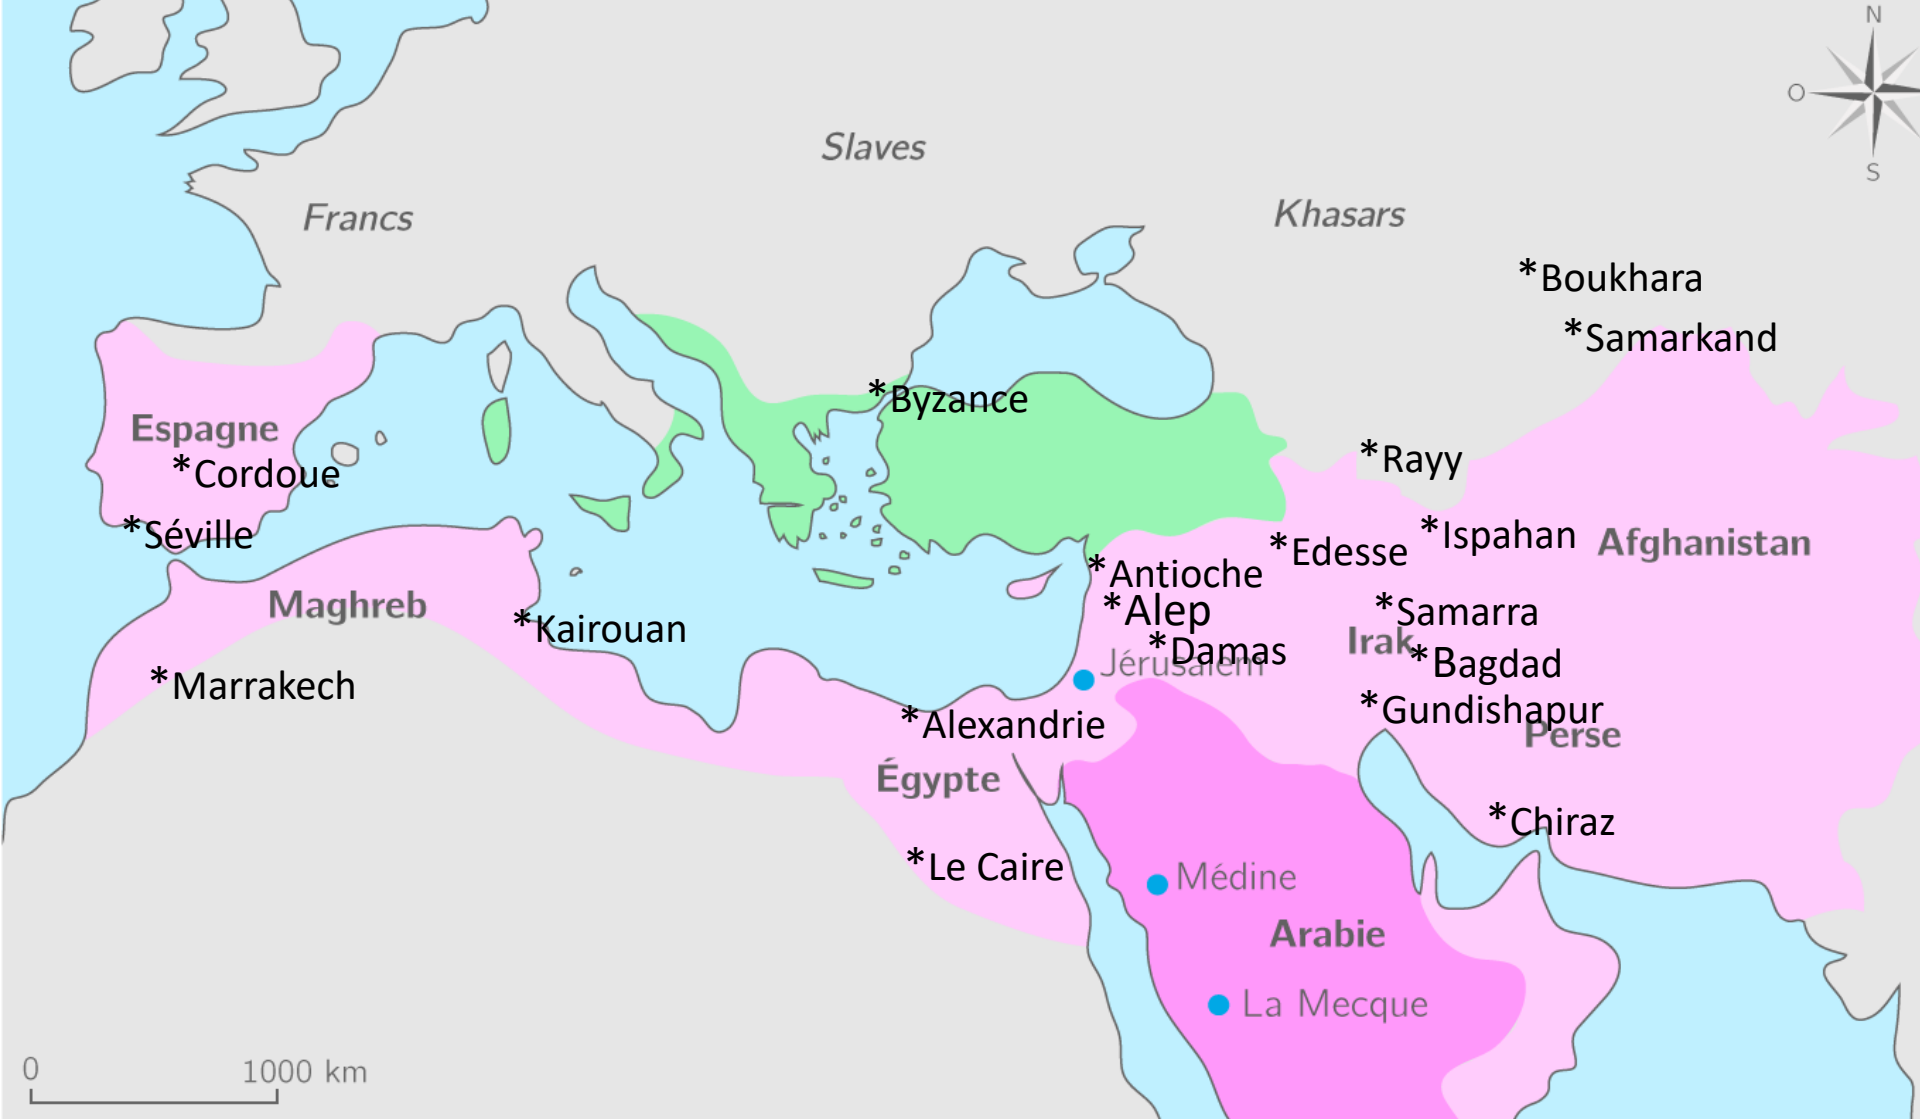 N
O
S
Slaves
Francs
Khasars
*Boukhara
*Samarkand
*Byzance
Espagne
*Cordoue
*Rayy
*Séville
*Ispahan
Afghanistan
*Edesse
*Antioche
Maghreb
*Alep
*Samarra
*Kairouan
Irak
*Damas
Jérusalem
*Bagdad
*Marrakech
*Gundishapur
*Alexandrie
Perse
Égypte
*Chiraz
*Le Caire
Médine
Arabie
La Mecque
0
1000 km